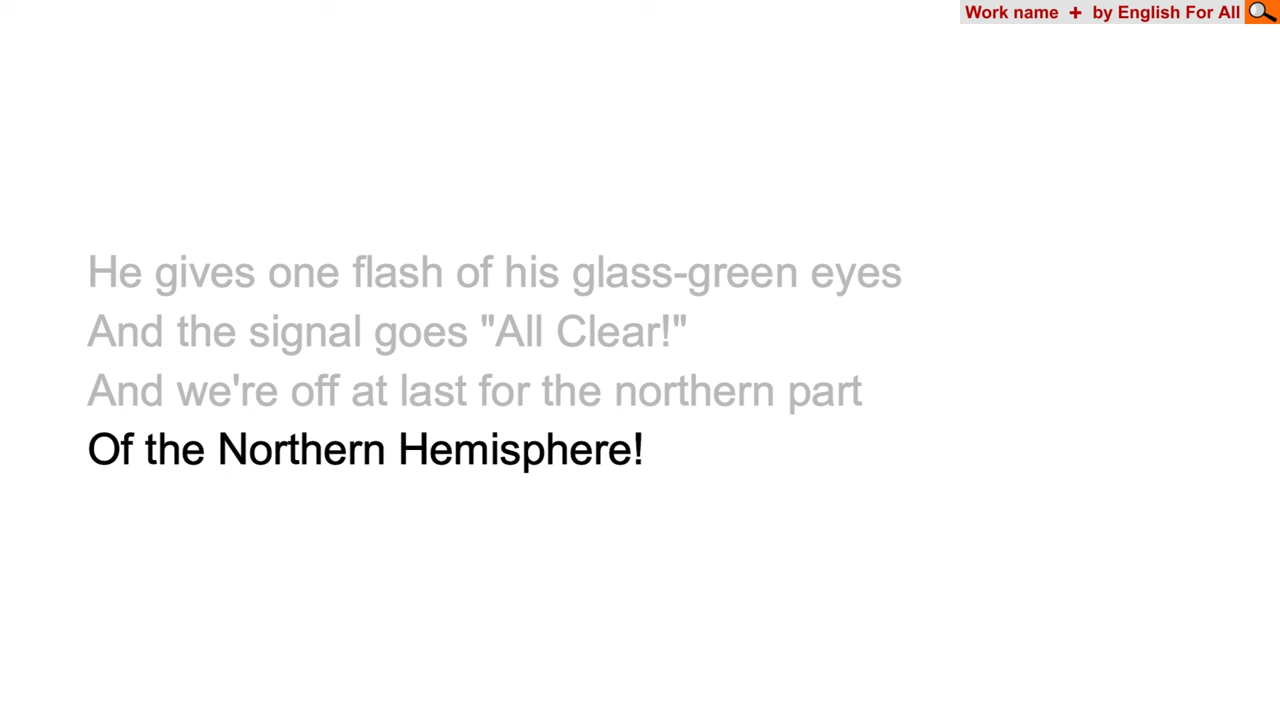 Work name + by English For All
He gives one flash of his glass-green eyes
And the signal goes "All Clear!"
And we're off at last for the northern part
Of the Northern Hemisphere!